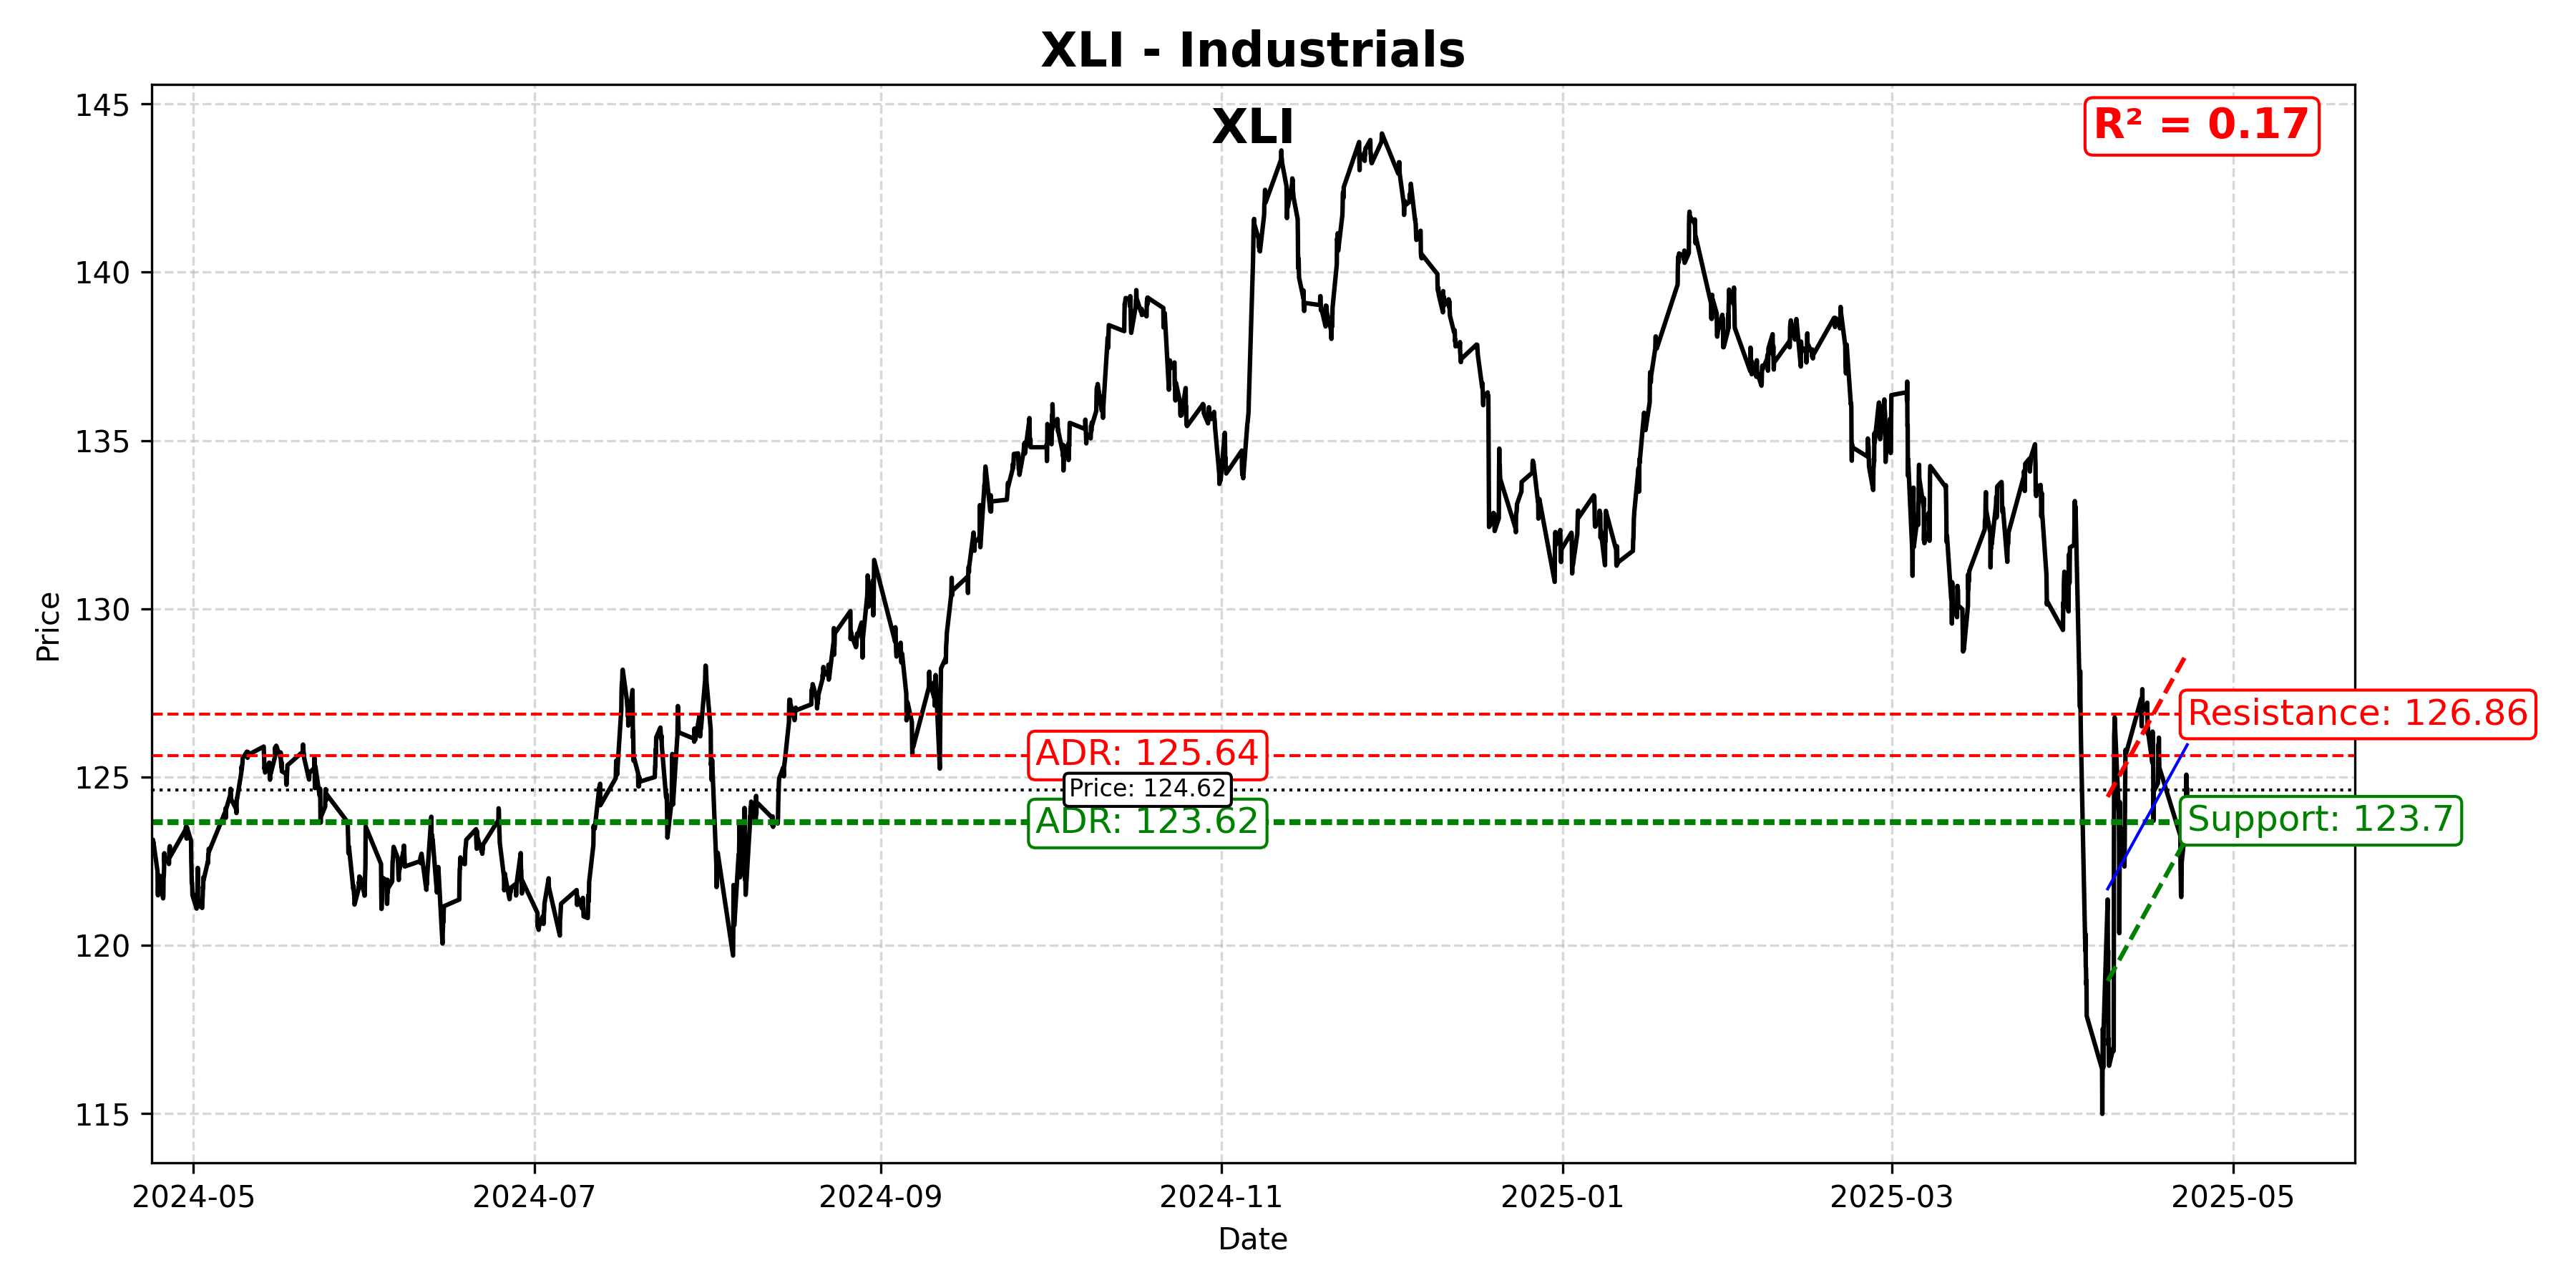 XLI - Industrials
XLI
R² = 0.17
145
140
135
130
125
120
115
Price
Resistance: 126.86
ADR: 125.64
Price: 124.62
ADR: 123.62
Support: 123.7
2024-05
2024-07
2024-09
2024-11
2025-01
2025-03
2025-05
Date